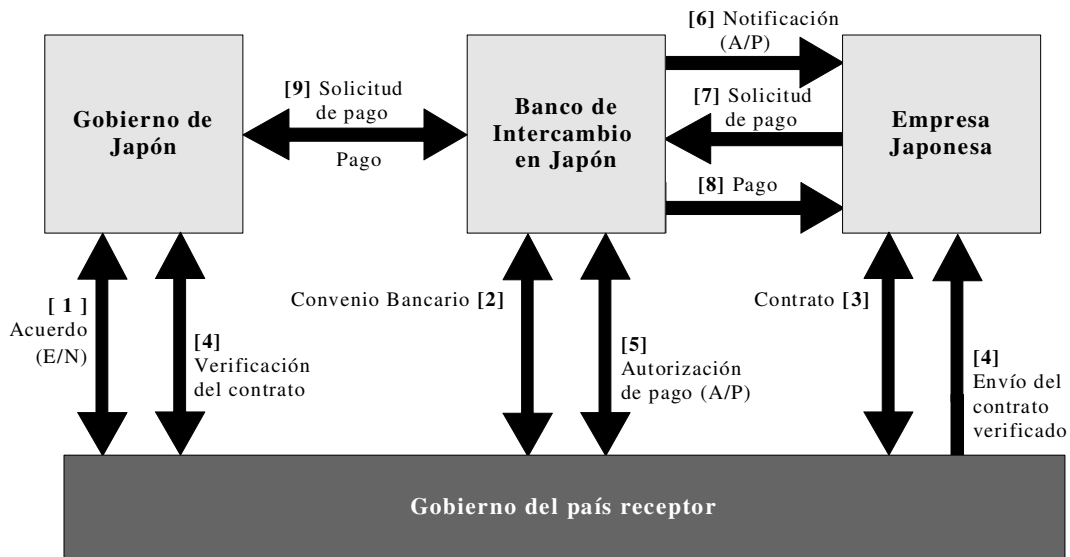 [6] Notificación
(A/P)
Gobierno de
Japón
[9] Solicitud
de pago
Pago
Banco de
Intercambio
en Japón
[7] Solicitud
de pago
[8] Pago
Empresa
Japonesa
[ 1 ]
Acuerdo
(E/N)
[4]
Verificación
del contrato
Convenio Bancario [2]
[5]
Autorización
de pago (A/P)
Contrato [3]
[4]
Envío del
contrato
verificado
Gobierno del país receptor